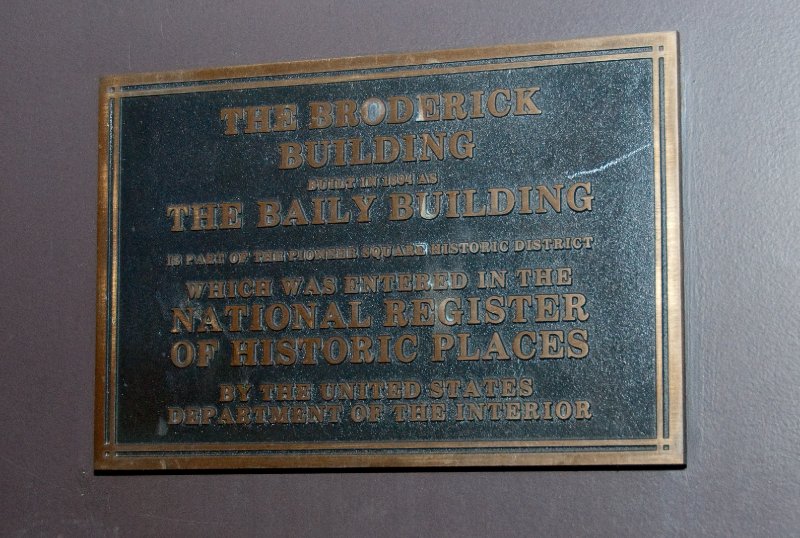 THE BRODERICK
BUILDING
BUILT IN 1894 AS
THE BAILY BUILDING
IS PART OF THE PIONEER SQUARE HISTORIC DISTRICT
WHICH WAS ENTERED IN THE
NATIONAL REGISTER
OF HISTORIC PLACES
BY THE UNITED STATES
DEPARTMENT OF THE INTERIOR